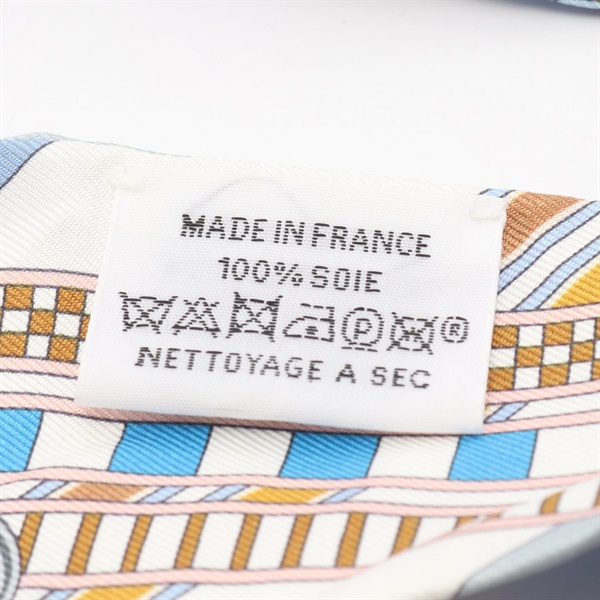 MADE IN FRANCE
100% SOIE
P ®
NETTOYAGE A SEC